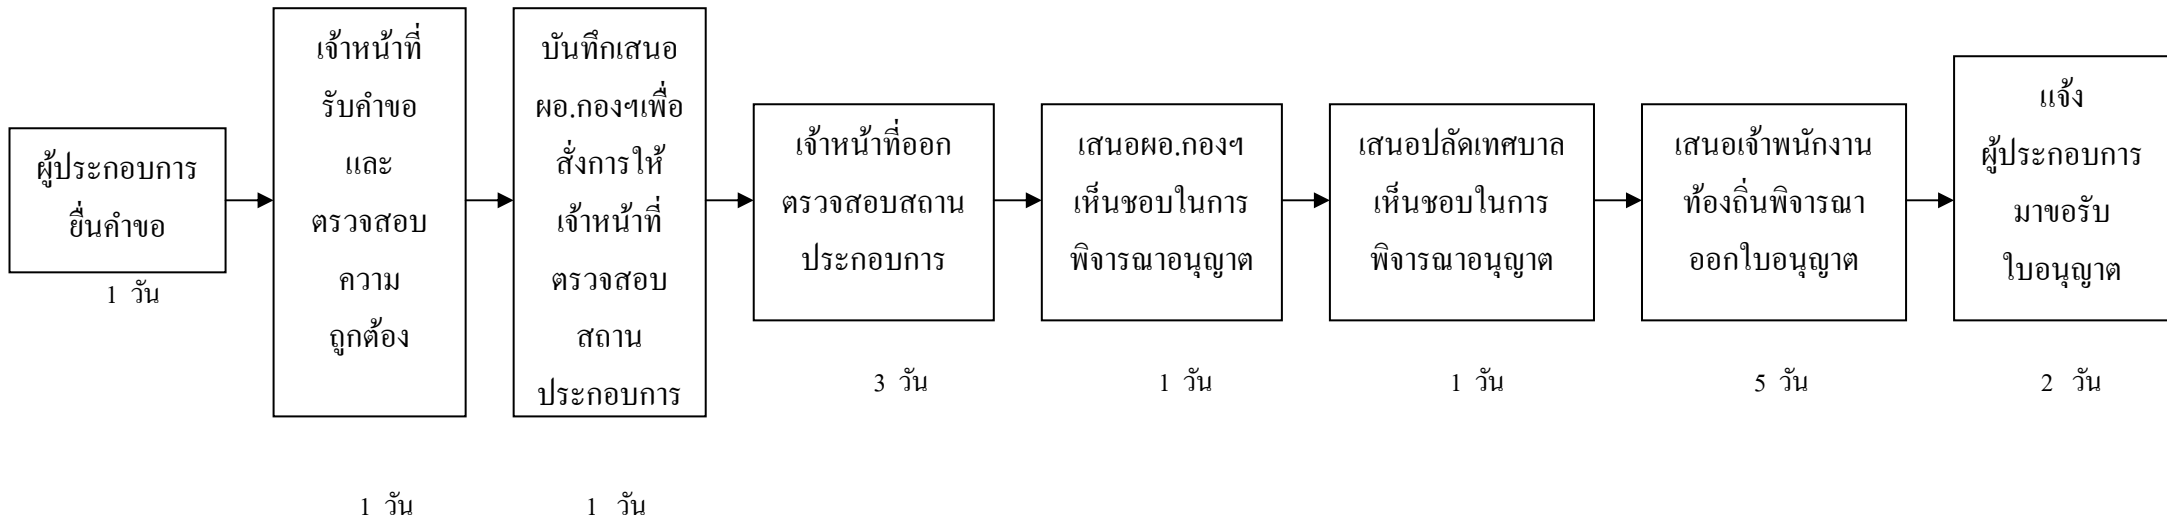 ผู้ประกอบการ
ยื่นคำขอ
1 วัน
เจ้าหน้าที่
รับคำขอ
และ
ตรวจสอบ
ความ
ถูกต้อง
1 วัน
บันทึกเสนอ
ผอ.กองฯเพื่อ
สั่งการให้
เจ้าหน้าที่
ตรวจสอบ
สถาน
ประกอบการ
1 วัน
เจ้าหน้าที่ออก
ตรวจสอบสถาน
ประกอบการ
3 วัน
เสนอผอ.กองฯ
เห็นชอบในการ
พิจารณาอนุญาต
1 วัน
เสนอปลัดเทศบาล
เห็นชอบในการ
พิจารณาอนุญาต
1 วัน
เสนอเจ้าพนักงาน
ท้องถิ่นพิจารณา
ออกใบอนุญาต
5 วัน
แจ้ง
ผู้ประกอบการ
มาขอรับ
ใบอนุญาต
2 วัน